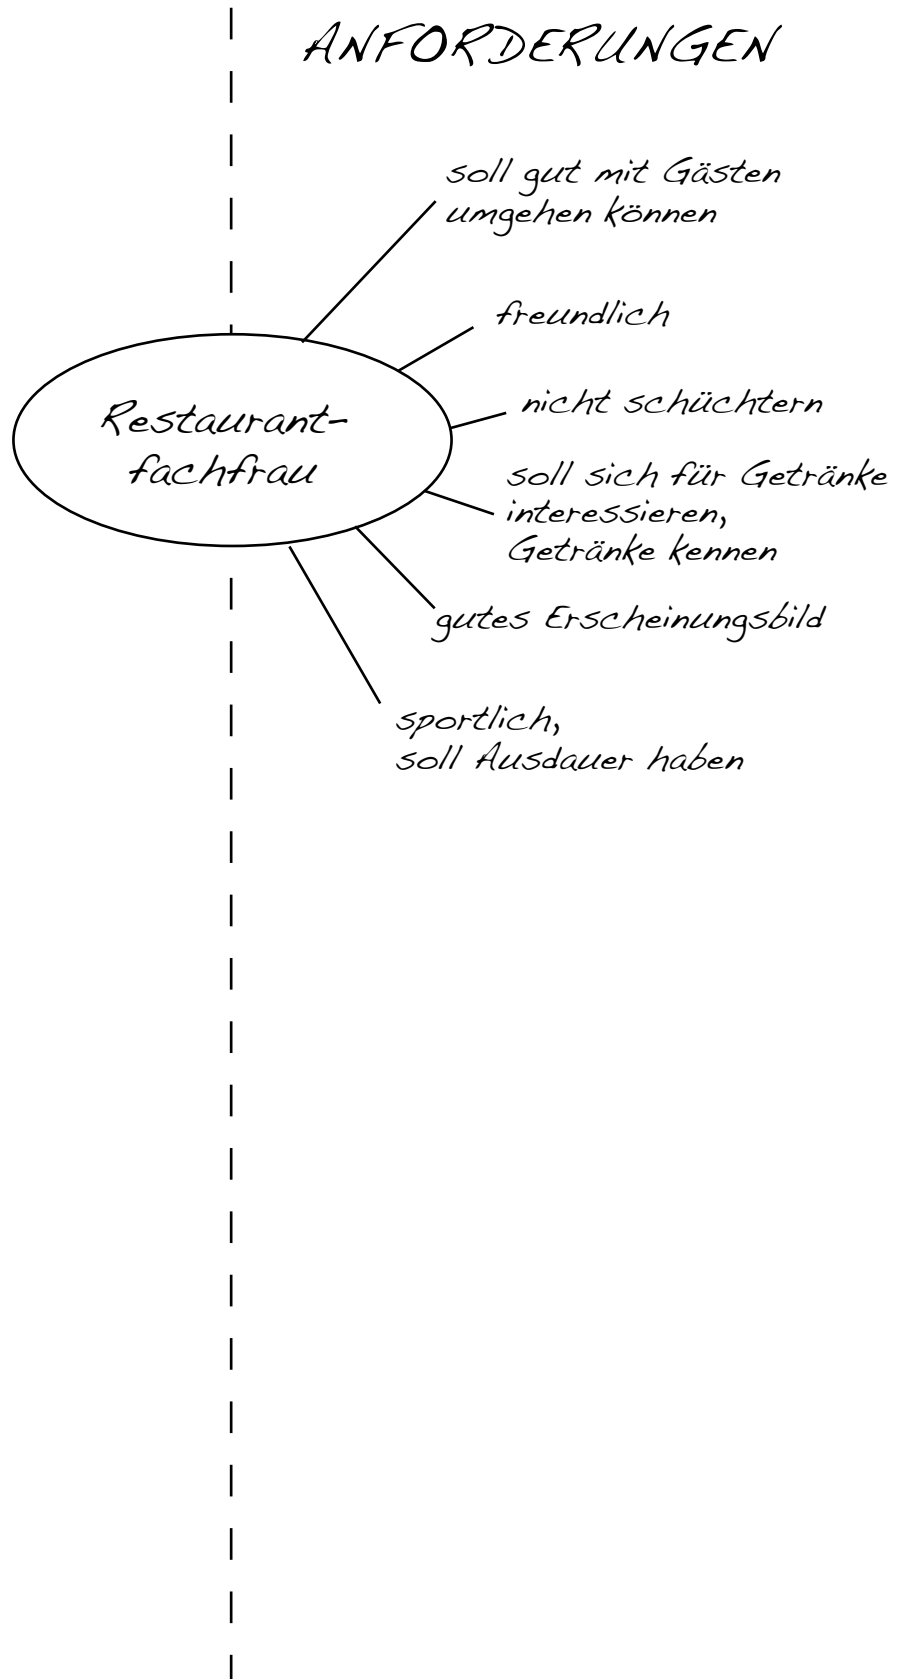 ANFORDERUNGEN
soll gut mit Gästen
umgehen können
freundlich
nicht schüchtern
Restaurant-
fachfrau
soll sich für Getränke
interessieren,
Getränke kennen
gutes Erscheinungsbild
sportlich,
soll Ausdauer haben